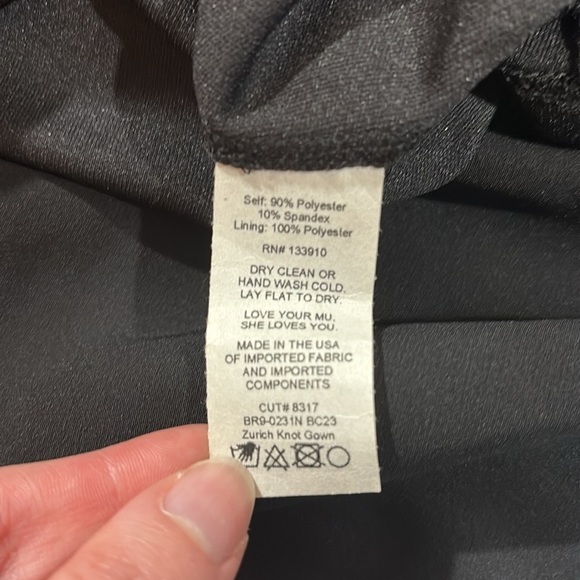 Self: 90% Polyester
10% Spandex
Lining: 100% Polyester
RN# 133910
DRY CLEAN OR
HAND WASH COLD.
LAY FLAT TO DRY.
LOVE YOUR MU.
SHE LOVES YOU.
MADE IN THE USA
OF IMPORTED FABRIC
AND IMPORTED
COMPONENTS
CUT# 8317
BR9-0231N BC23
Zurich Knot Gown